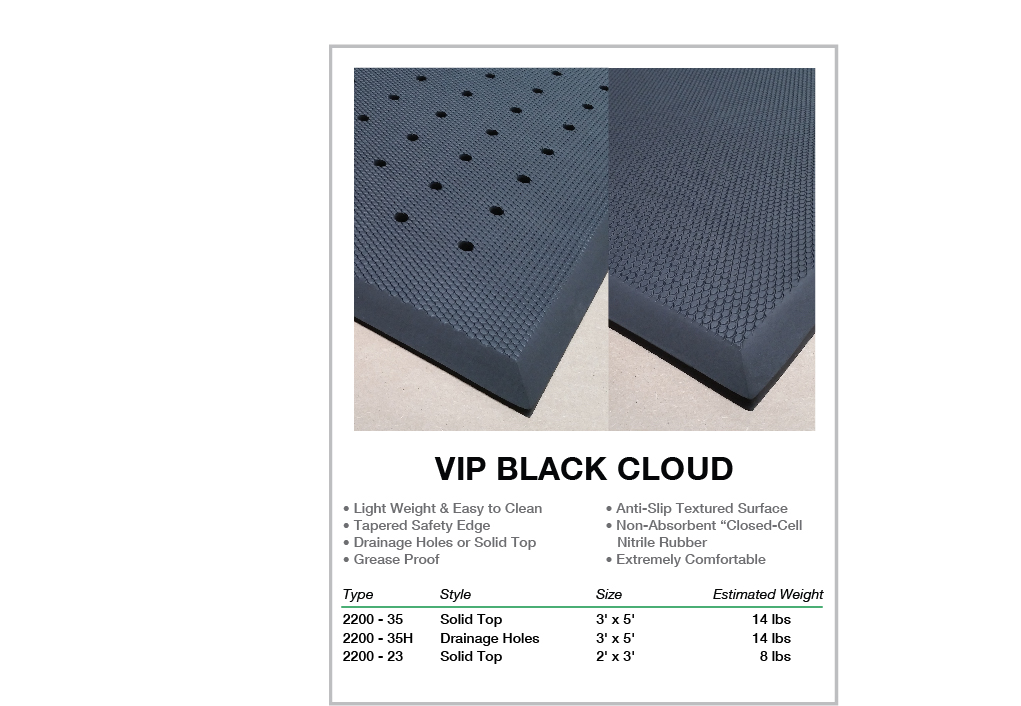 VIP BLACK CLOUD
• Light Weight & Easy to Clean
• Tapered Safety Edge
• Drainage Holes or Solid Top
• Grease Proof
• Anti-Slip Textured Surface
• Non-Absorbent “Closed-Cell
Nitrile Rubber
• Extremely Comfortable
Type Style Size Estimated Weight
2200 - 35 Solid Top 3' x 5' 14 lbs
2200 - 35H Drainage Holes 3' x 5' 14 lbs
2200 - 23 Solid Top 2' x 3' 8 lbs